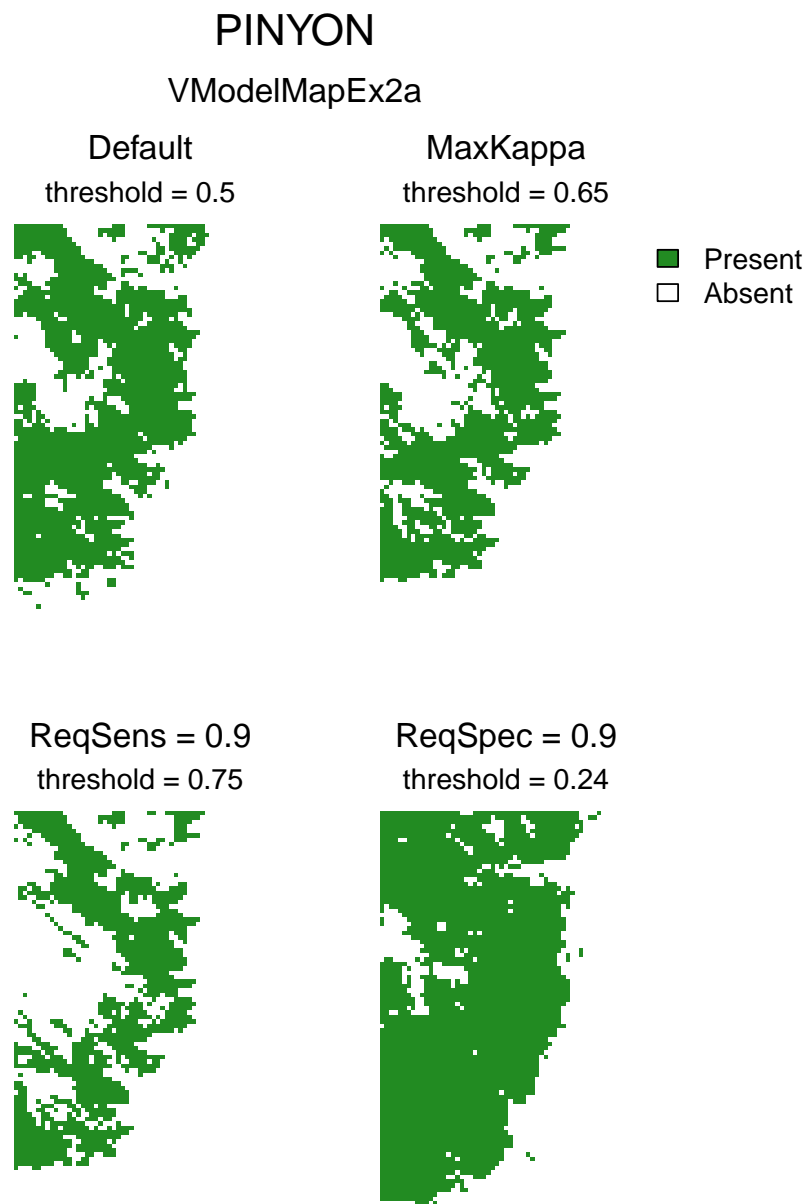 PINYON
VModelMapEx2a
Default
threshold = 0.5
MaxKappa
threshold = 0.65
Present
Absent
ReqSens = 0.9
threshold = 0.75
ReqSpec = 0.9
threshold = 0.24